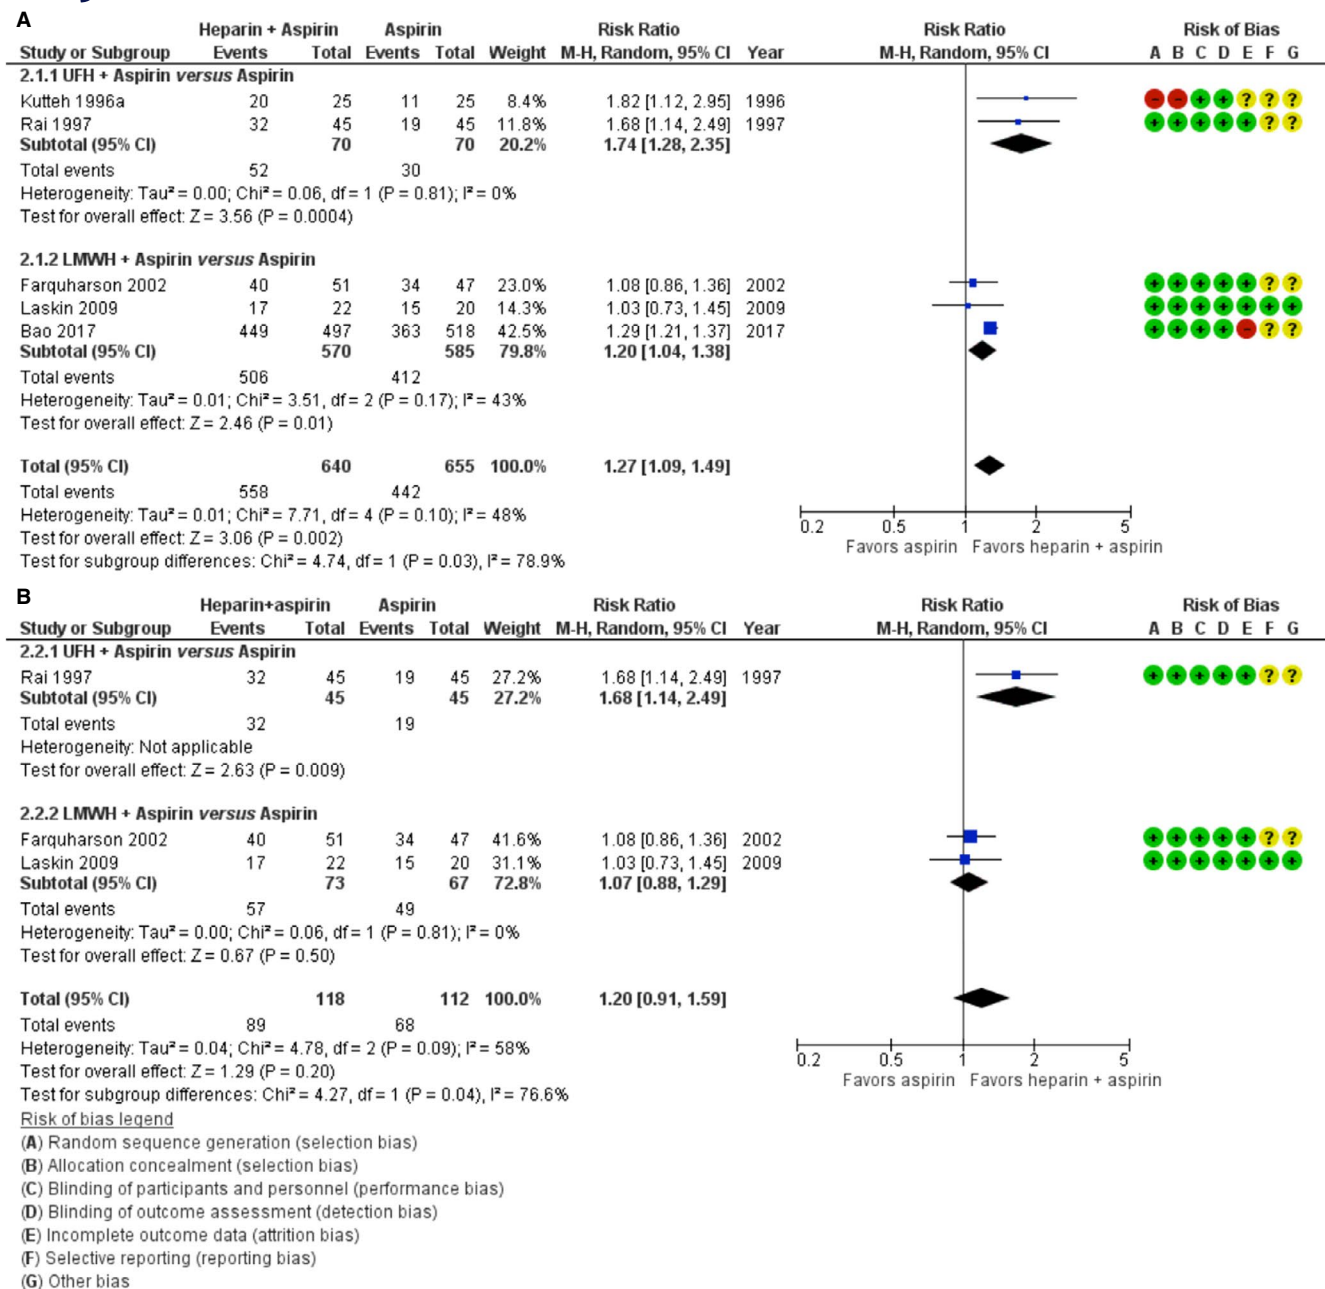 A
Heparin + Aspirin Aspirin Risk Ratio Risk Ratio Risk of Bias
Study or Subgroup Events Total Events Total Weight M-H, Random, 95% CI Year M-H, Random, 95% CI A B C D E F G
2.1.1 UFH + Aspirin versus Aspirin
Kutteh 1996a 20 25 11 25 8.4% 1.82 [1.12, 2.95] 1996 - - + + ? ? ?
Rai 1997 32 45 19 45 11.8% 1.68 [1.14, 2.49] 1997 + + + + + ? ?
Subtotal (95% CI) 70 70 20.2% 1.74 [1.28, 2.35]
Total events 52 30
Heterogeneity: Tau² = 0.00; Chi² = 0.06, df = 1 (P = 0.81); I² = 0%
Test for overall effect: Z = 3.56 (P = 0.0004)
2.1.2 LMWH + Aspirin versus Aspirin
Farquharson 2002 40 51 34 47 23.0% 1.08 [0.86, 1.36] 2002 + + + + + ? ?
Laskin 2009 17 22 15 20 14.3% 1.03 [0.73, 1.45] 2009 + + + + + + +
Bao 2017 449 497 363 518 42.5% 1.29 [1.21, 1.37] 2017 + + + + - ? ?
Subtotal (95% CI) 570 585 79.8% 1.20 [1.04, 1.38]
Total events 506 412
Heterogeneity: Tau² = 0.01; Chi² = 3.51, df = 2 (P = 0.17); I² = 43%
Test for overall effect: Z = 2.46 (P = 0.01)
Total (95% CI) 640 655 100.0% 1.27 [1.09, 1.49]
Total events 558 442
Heterogeneity: Tau² = 0.01; Chi² = 7.71, df = 4 (P = 0.10); I² = 48%
Test for overall effect: Z = 3.06 (P = 0.002)
Test for subgroup differences: Chi² = 4.74, df = 1 (P = 0.03), I² = 78.9%
0.2 0.5 1 2 5
Favors aspirin Favors heparin + aspirin
B
Heparin+aspirin Aspirin Risk Ratio Risk Ratio Risk of Bias
Study or Subgroup Events Total Events Total Weight M-H, Random, 95% CI Year M-H, Random, 95% CI A B C D E F G
2.2.1 UFH + Aspirin versus Aspirin
Rai 1997 32 45 19 45 27.2% 1.68 [1.14, 2.49] 1997 + + + + + ? ?
Subtotal (95% CI) 45 45 27.2% 1.68 [1.14, 2.49]
Total events 32 19
Heterogeneity: Not applicable
Test for overall effect: Z = 2.63 (P = 0.009)
2.2.2 LMWH + Aspirin versus Aspirin
Farquharson 2002 40 51 34 47 41.6% 1.08 [0.86, 1.36] 2002 + + + + + ? ?
Laskin 2009 17 22 15 20 31.1% 1.03 [0.73, 1.45] 2009 + + + + + + +
Subtotal (95% CI) 73 67 72.8% 1.07 [0.88, 1.29]
Total events 57 49
Heterogeneity: Tau² = 0.00; Chi² = 0.06, df = 1 (P = 0.81); I² = 0%
Test for overall effect: Z = 0.67 (P = 0.50)
Total (95% CI) 118 112 100.0% 1.20 [0.91, 1.59]
Total events 89 68
Heterogeneity: Tau² = 0.04; Chi² = 4.78, df = 2 (P = 0.09); I² = 58%
Test for overall effect: Z = 1.29 (P = 0.20)
Test for subgroup differences: Chi² = 4.27, df = 1 (P = 0.04), I² = 76.6%
0.2 0.5 1 2 5
Favors aspirin Favors heparin + aspirin
Risk of bias legend
(A) Random sequence generation (selection bias)
(B) Allocation concealment (selection bias)
(C) Blinding of participants and personnel (performance bias)
(D) Blinding of outcome assessment (detection bias)
(E) Incomplete outcome data (attrition bias)
(F) Selective reporting (reporting bias)
(G) Other bias